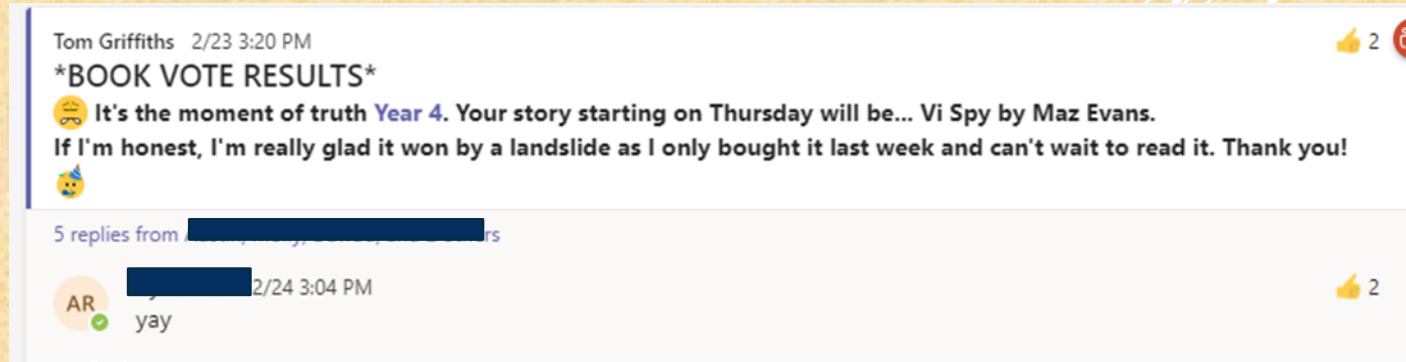 Tom Griffiths 2/23 3:20 PM 2
*BOOK VOTE RESULTS*
It's the moment of truth Year 4. Your story starting on Thursday will be... Vi Spy by Maz Evans.
If I'm honest, I'm really glad it won by a landslide as I only bought it last week and can't wait to read it. Thank you!
5 replies from
2/24 3:04 PM 2
AR
yay